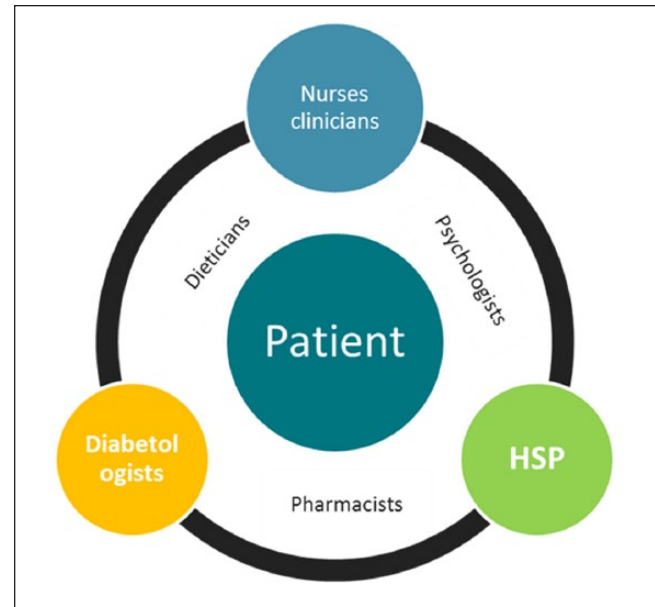 Nurses
clinicians
Dieticians
Psychologists
Patient
Diabetol
ogists
HSP
Pharmacists